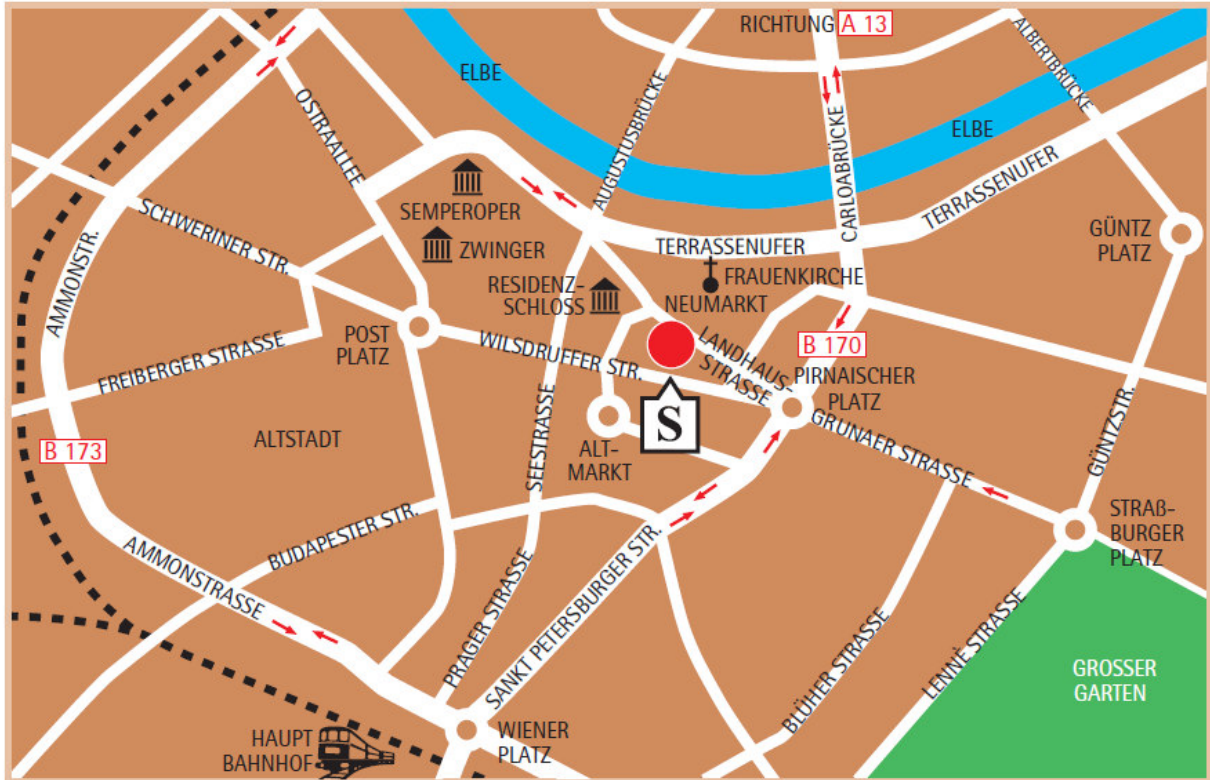 RICHTUNG A 13
ALBERTBRÜCKE
ELBE
OSTRAALLEE
AUGUSTUSBRÜCKE
CARLOABRÜCKE
ELBE
SEMPEROPER
SCHWERINER STR.
ZWINGER
TERRASSENUFER
TERRASSENUFER
GÜNTZ
PLATZ
AMMONSTR.
RESIDENZ-
SCHLOSS
FRAUENKIRCHE
NEUMARKT
POST
PLATZ
WILSDRUFFER STR.
LANDHAUS-
STRASSE
B 170
PIRNAISCHER
PLATZ
FREIBERGER STRASSE
S
GRUNAER STRASSE
GÜNTZSTR.
B 173
ALTSTADT
SEESTRASSE
ALT-
MARKT
STRAß-
BURGER
PLATZ
BUDAPESTER STR.
AMMONSTRASSE
PRAGER STRASSE
SANKT PETERSBURGER STR.
BLÜHER STRASSE
LENNÈ STRASSE
GROSSER
GARTEN
HAUPT
BAHNHOF
WIENER
PLATZ